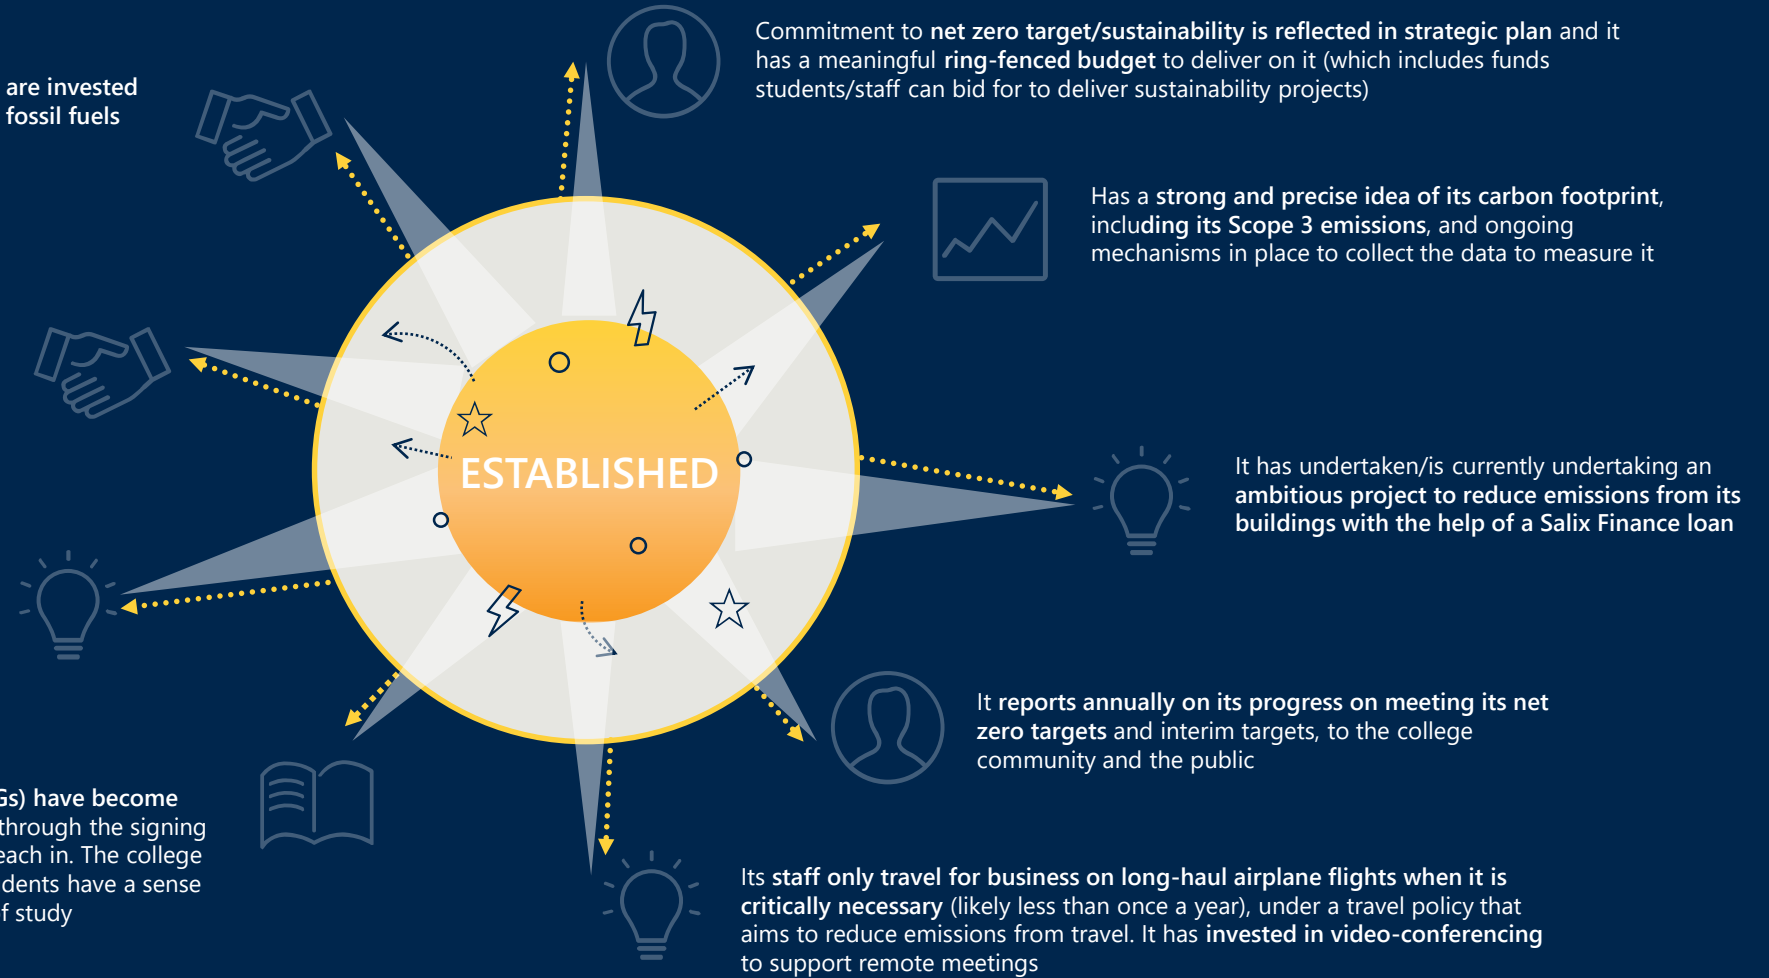 are invested
fossil fuels
Commitment to net zero target/sustainability is reflected in strategic plan and it
has a meaningful ring-fenced budget to deliver on it (which includes funds
students/staff can bid for to deliver sustainability projects)
Has a strong and precise idea of its carbon footprint,
including its Scope 3 emissions, and ongoing
mechanisms in place to collect the data to measure it
ESTABLISHED
It has undertaken/is currently undertaking an
ambitious project to reduce emissions from its
buildings with the help of a Salix Finance loan
It reports annually on its progress on meeting its net
zero targets and interim targets, to the college
community and the public
Gs) have become
through the signing
each in. The college
dents have a sense
f study
Its staff only travel for business on long-haul airplane flights when it is
critically necessary (likely less than once a year), under a travel policy that
aims to reduce emissions from travel. It has invested in video-conferencing
to support remote meetings